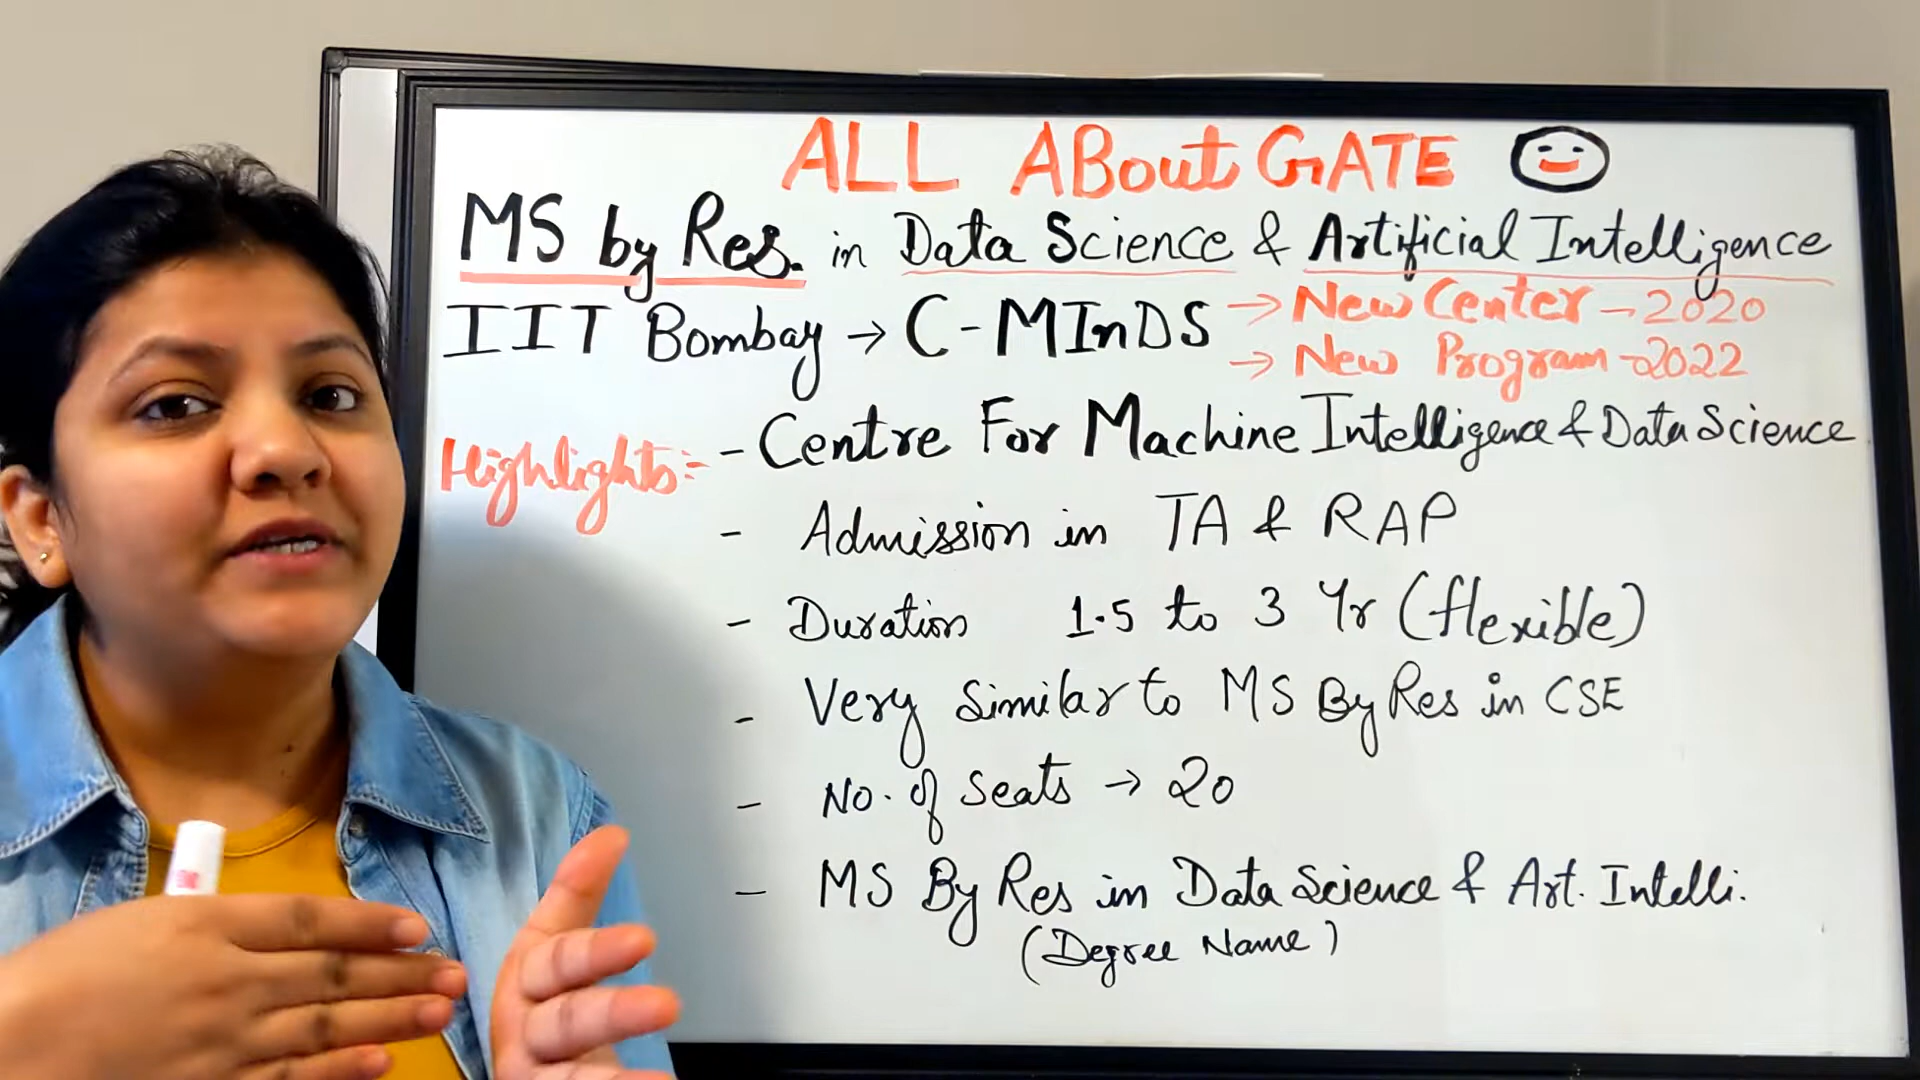 ALL ABout GATE
MS by Res. in Data Science & Artificial Intelligence
IIT Bombay → C-MInDS → New Center - 2020
→ New Program - 2022
Highlights:- - Centre For Machine Intelligence & Data Science
- Admission in TA & RAP
- Duration 1.5 to 3 Yr (flexible)
- Very Similar to MS By Res in CSE
- No. of Seats → 20
- MS By Res in Data Science & Art. Intelli.
(Degree Name)